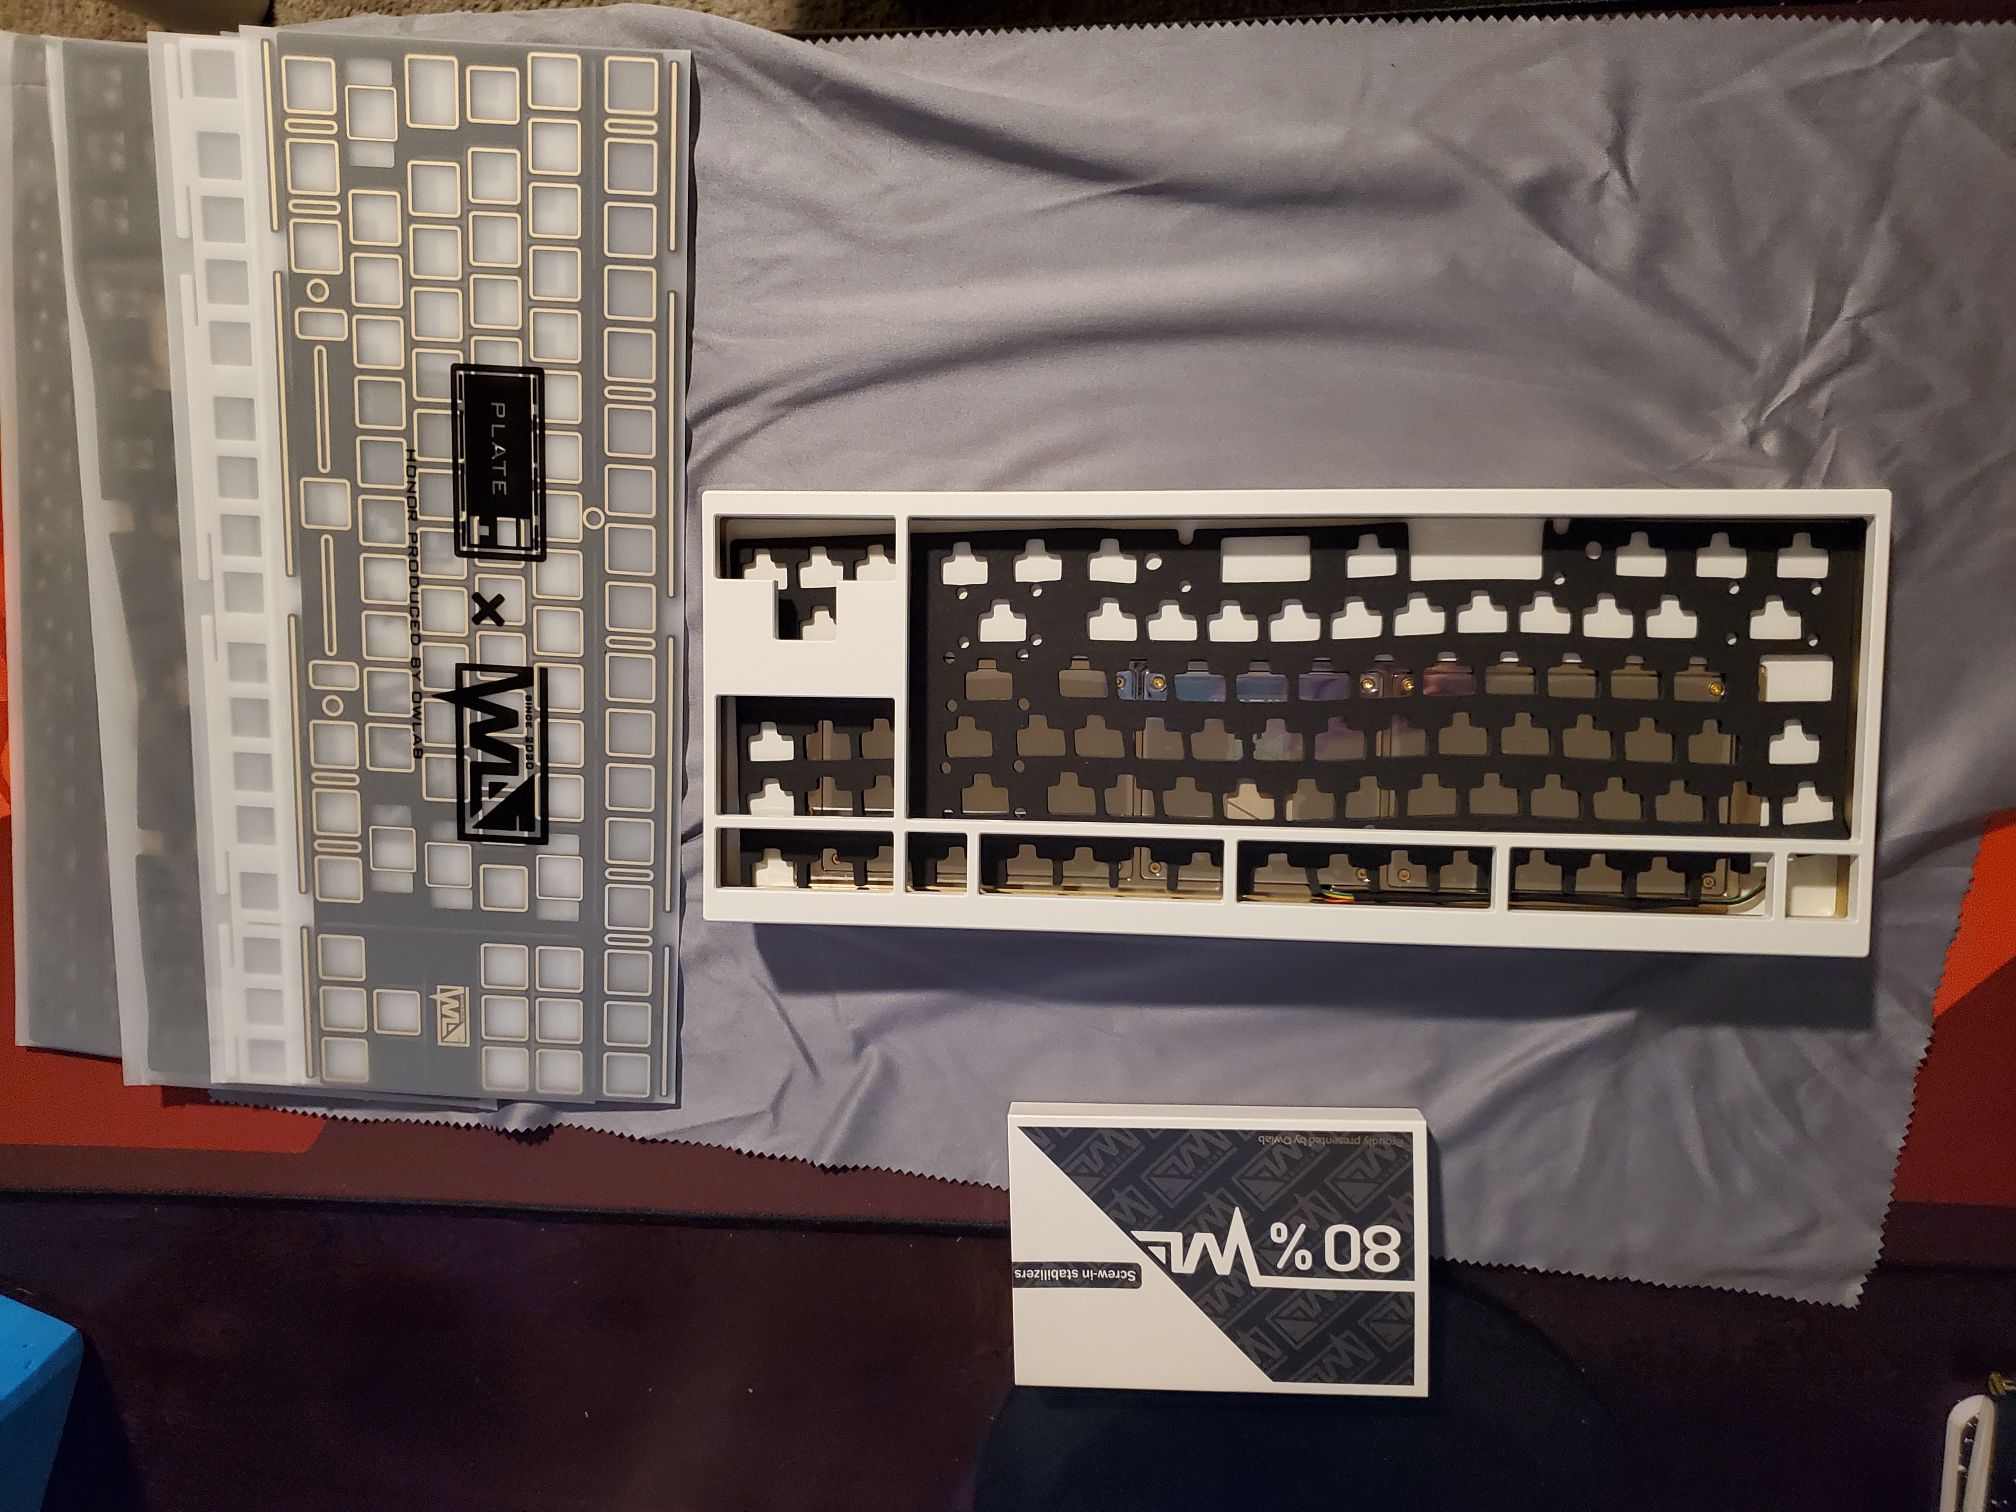 PLATE
HONOR PRODUCED BY OWLAB
SINCE 2020
Proudly presented by Owlab
80%
Screw-in stabilizers